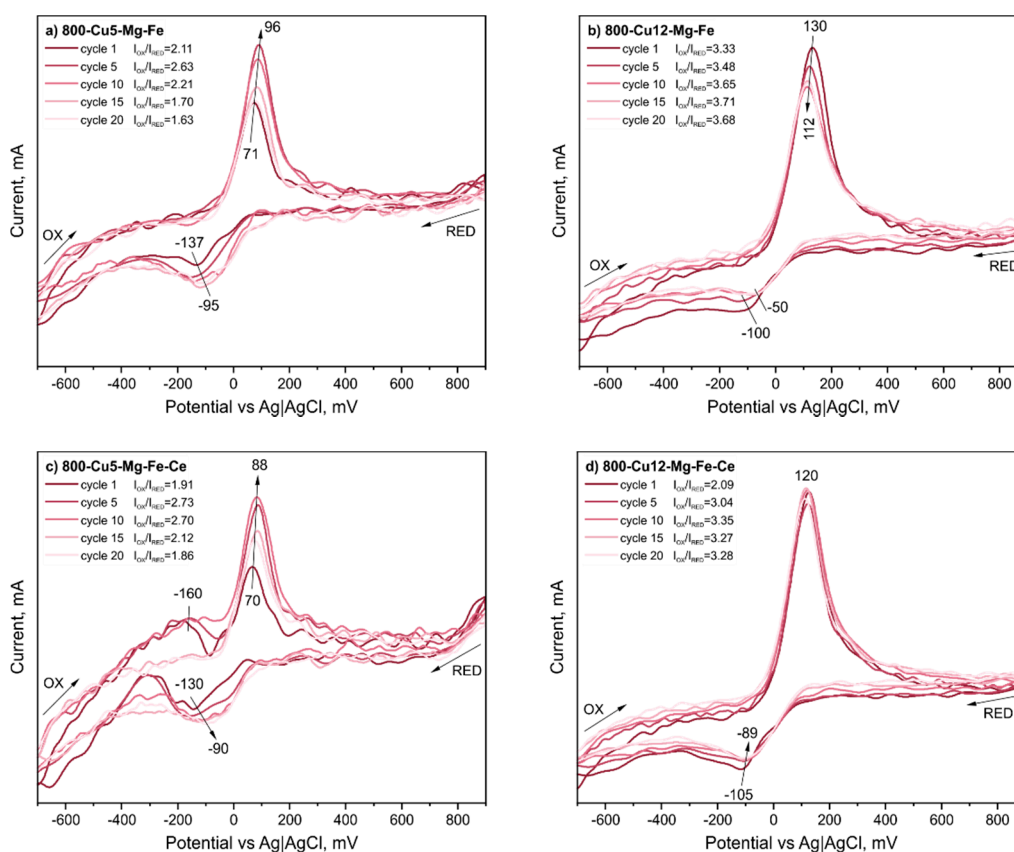 a) 800-Cu5-Mg-Fe
cycle 1 IOX/IRED=2.11
cycle 5 IOX/IRED=2.63
cycle 10 IOX/IRED=2.21
cycle 15 IOX/IRED=1.70
cycle 20 IOX/IRED=1.63
96
71
-137
-95
OX
RED
Current, mA
-600 -400 -200 0 200 400 600 800
Potential vs Ag|AgCl, mV
b) 800-Cu12-Mg-Fe
cycle 1 IOX/IRED=3.33
cycle 5 IOX/IRED=3.48
cycle 10 IOX/IRED=3.65
cycle 15 IOX/IRED=3.71
cycle 20 IOX/IRED=3.68
130
112
-50
-100
OX
RED
Current, mA
-600 -400 -200 0 200 400 600 800
Potential vs Ag|AgCl, mV
c) 800-Cu5-Mg-Fe-Ce
cycle 1 IOX/IRED=1.91
cycle 5 IOX/IRED=2.73
cycle 10 IOX/IRED=2.70
cycle 15 IOX/IRED=2.12
cycle 20 IOX/IRED=1.86
88
70
-160
-130
-90
OX
RED
Current, mA
-600 -400 -200 0 200 400 600 800
Potential vs Ag|AgCl, mV
d) 800-Cu12-Mg-Fe-Ce
cycle 1 IOX/IRED=2.09
cycle 5 IOX/IRED=3.04
cycle 10 IOX/IRED=3.35
cycle 15 IOX/IRED=3.27
cycle 20 IOX/IRED=3.28
120
-89
-105
OX
RED
Current, mA
-600 -400 -200 0 200 400 600 800
Potential vs Ag|AgCl, mV